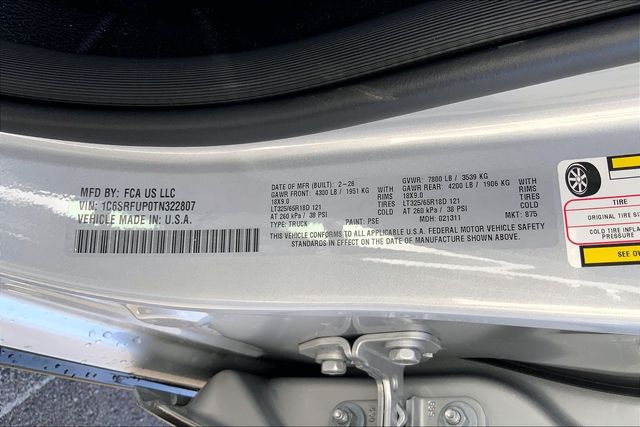 MFD BY: FCA US LLC
VIN: 1C6SRFUP0TN322807
VEHICLE MADE IN: U.S.A.
DATE OF MFR (BUILT): 2-26
GAWR FRONT: 4300 LB / 1951 KG WITH
18X9.0 RIMS
LT325/65R18D 121 TIRES
AT 260 kPa / 38 PSI COLD
TYPE: TRUCK PAINT: PSE
GVWR: 7800 LB / 3539 KG
GAWR REAR: 4200 LB / 1906 KG WITH
18X9.0 RIMS
LT325/65R18D 121 TIRES
AT 260 kPa / 38 PSI COLD
MDH: 021311 MKT: 875
THIS VEHICLE CONFORMS TO ALL APPLICABLE U.S.A. FEDERAL MOTOR VEHICLE SAFETY
STANDARDS IN EFFECT ON THE DATE OF MANUFACTURE SHOWN ABOVE.
TIRE
COLD TIRE INFLA
PRESSURE
SEE OW